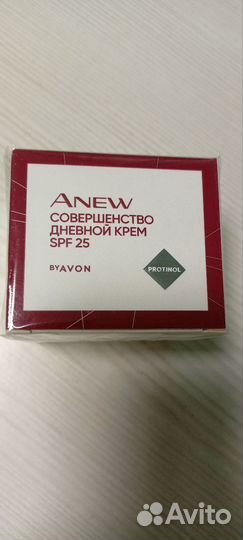 ANEW
СОВЕРШЕНСТВО
ДНЕВНОЙ КРЕМ
SPF 25
BY AVON
PROTINOL
Avito